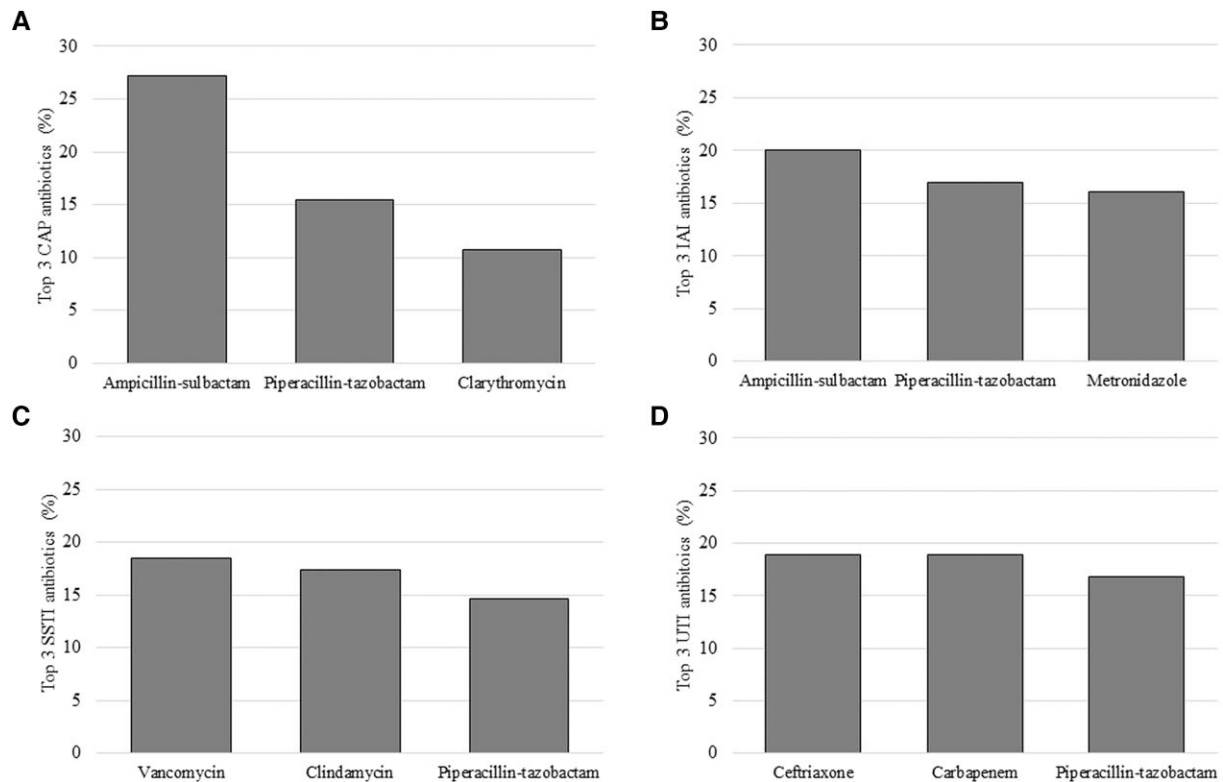 A
Top 3 CAP antibiotics (%)
30
25
20
15
10
5
0
Ampicillin-sulbactam Piperacillin-tazobactam Clarythromycin
B
Top 3 IAI antibiotics (%)
30
25
20
15
10
5
0
Ampicillin-sulbactam Piperacillin-tazobactam Metronidazole
C
Top 3 SSTI antibiotics (%)
30
25
20
15
10
5
0
Vancomycin Clindamycin Piperacillin-tazobactam
D
Top 3 UTI antibitoics (%)
30
25
20
15
10
5
0
Ceftriaxone Carbapenem Piperacillin-tazobactam